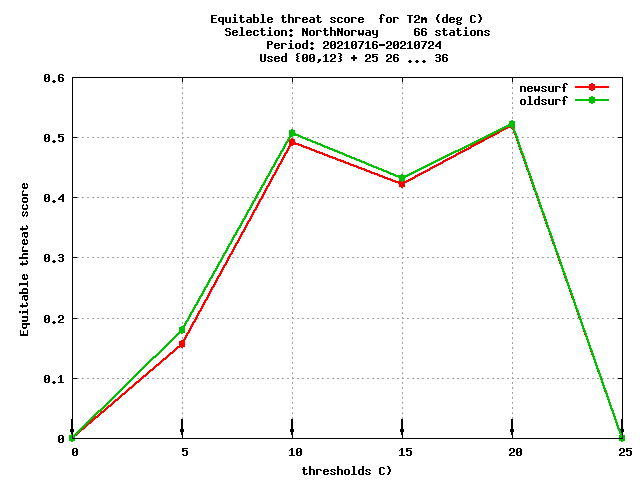 Equitable threat score  for T2m (deg C)
Selection: NorthNorway     66 stations
Period: 20210716-20210724
Used {00,12} + 25 26 ... 36
newsurf
oldsurf
0.6
0.5
0.4
0.3
0.2
0.1
0
Equitable threat score
0 5 10 15 20 25
thresholds C)